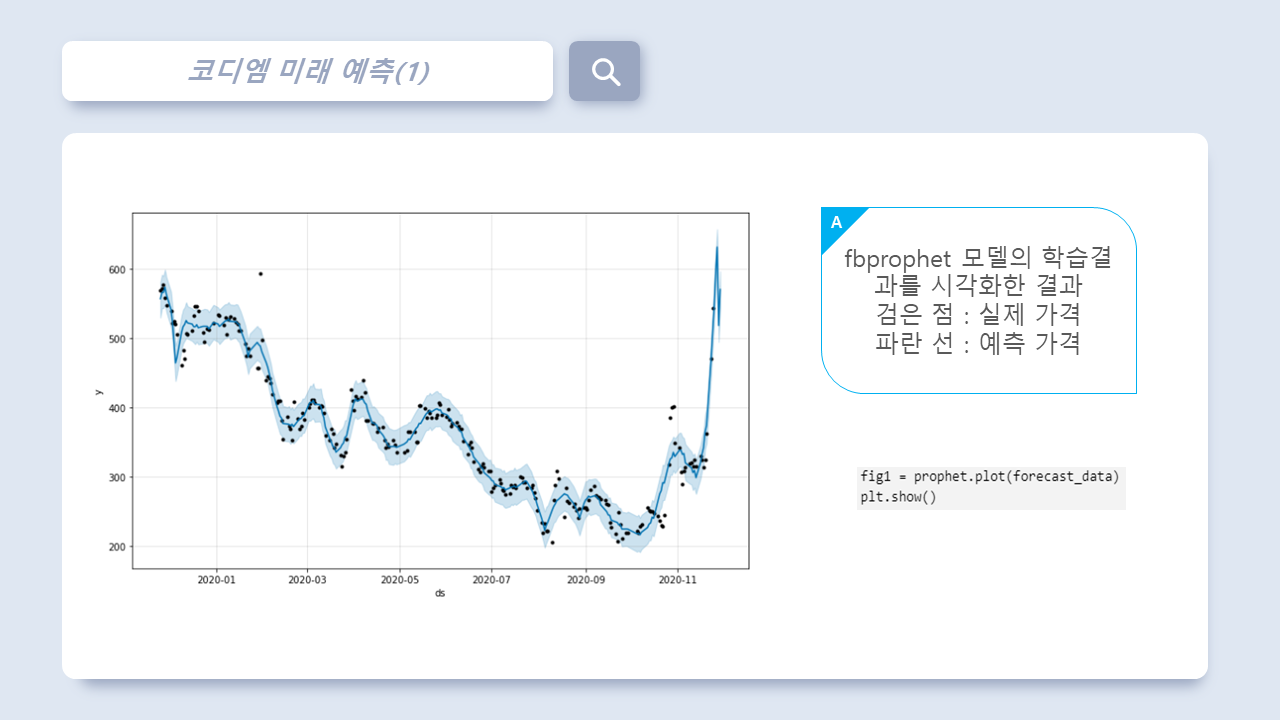 코디엠 미래 예측(1)
600
500
400
300
200
y
2020-01 2020-03 2020-05 2020-07 2020-09 2020-11
ds
A
fbprophet 모델의 학습결
과를 시각화한 결과
검은 점 : 실제 가격
파란 선 : 예측 가격
fig1 = prophet.plot(forecast_data)
plt.show()